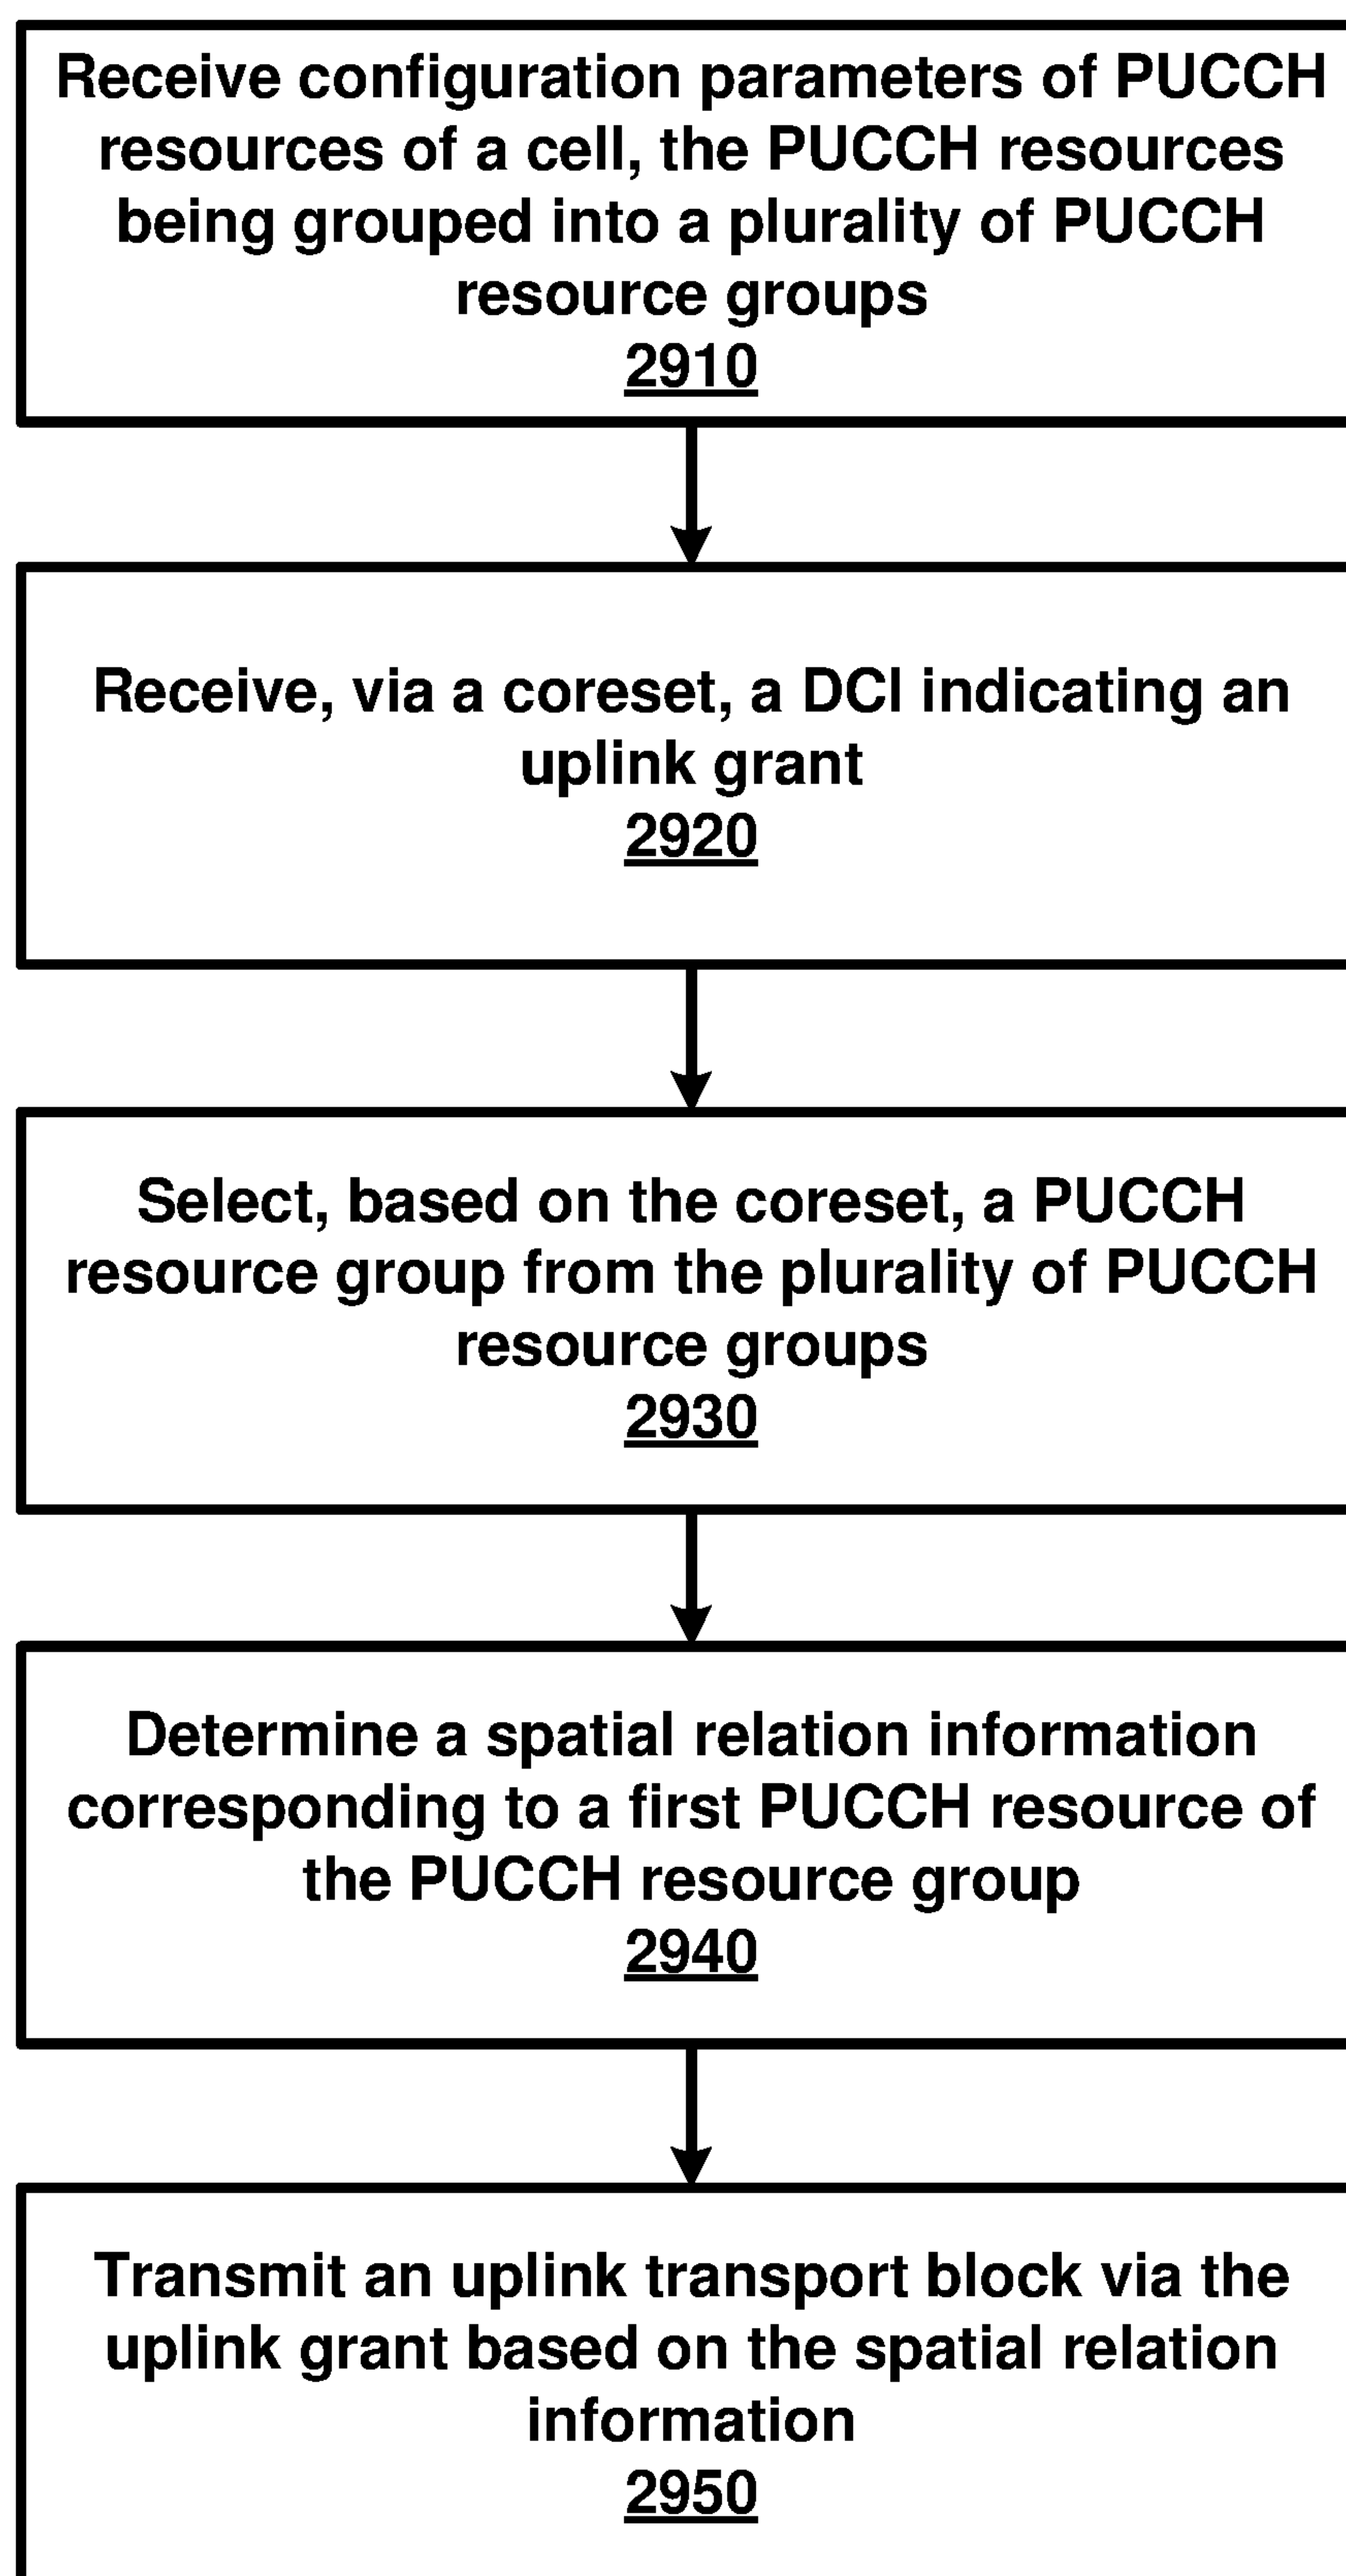 Receive configuration parameters of PUCCH
resources of a cell, the PUCCH resources
being grouped into a plurality of PUCCH
resource groups
2910
Receive, via a coreset, a DCI indicating an
uplink grant
2920
Select, based on the coreset, a PUCCH
resource group from the plurality of PUCCH
resource groups
2930
Determine a spatial relation information
corresponding to a first PUCCH resource of
the PUCCH resource group
2940
Transmit an uplink transport block via the
uplink grant based on the spatial relation
information
2950